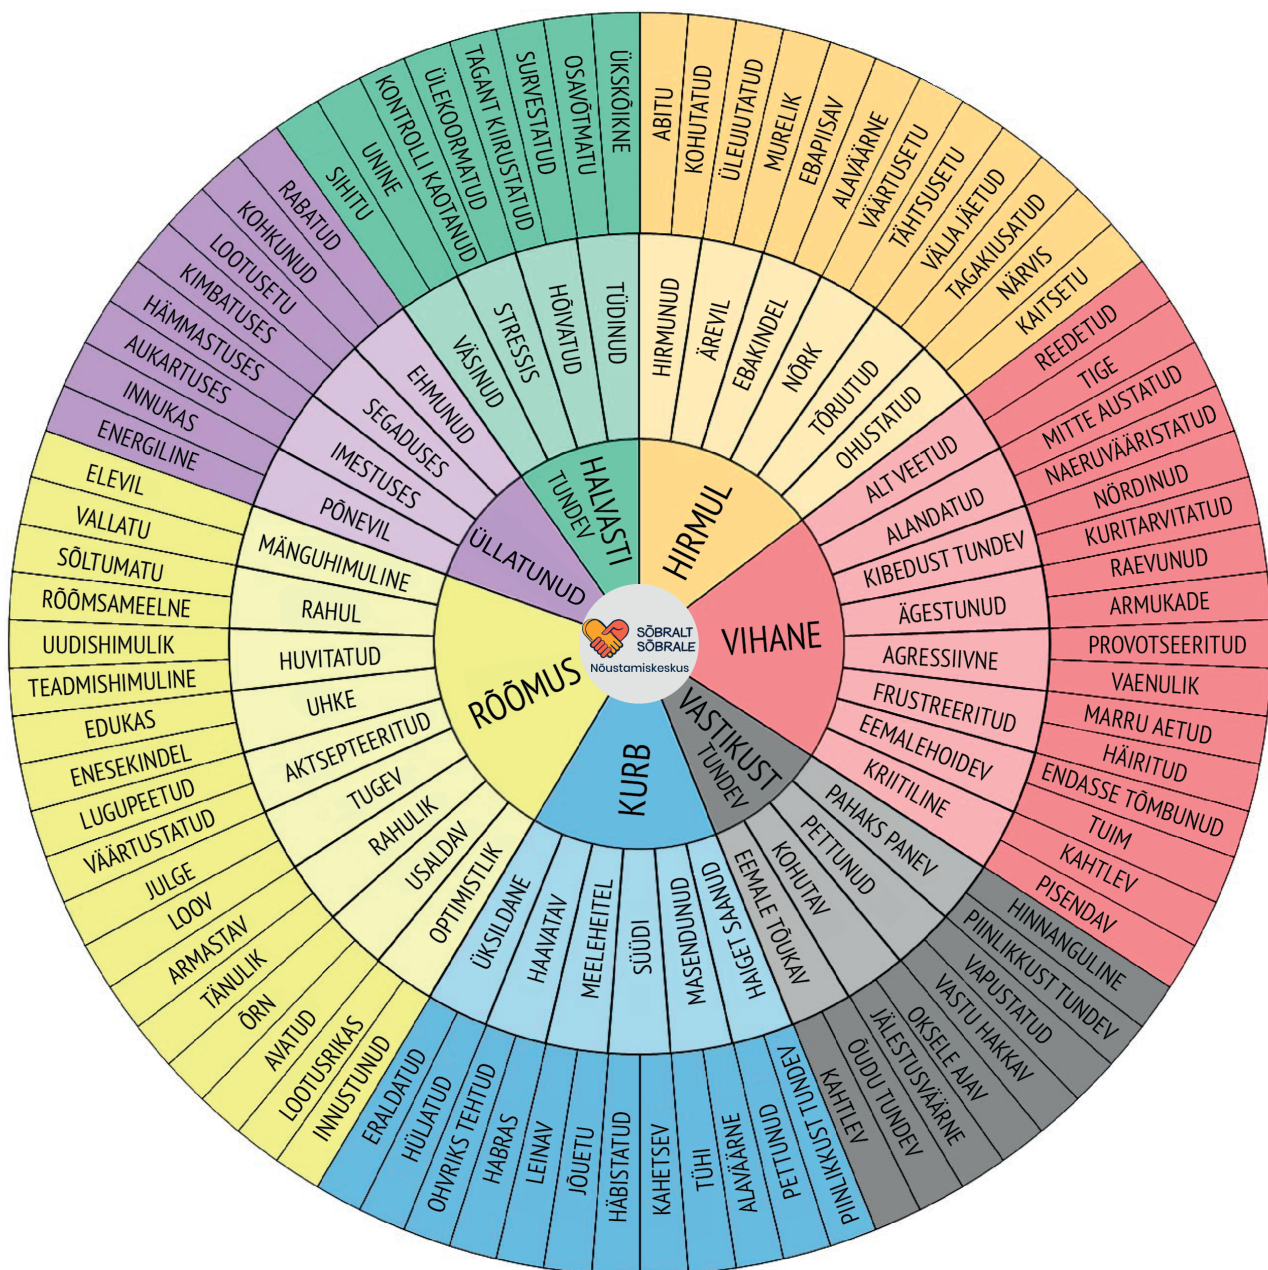 SÕBRALT
SÕBRALE
Nõustamiskeskus
HIRMUL
HIRMUNUD
ÄREVIL
EBAKINDEL
NÕRK
TÕRJUTUD
OHUSTATUD
ABITU
KOHUTATUD
ÜLEUJUTATUD
MURELIK
EBAPIISAV
ALAVÄÄRNE
VÄÄRTUSETU
TÄHTSUSETU
VÄLJAJÄETUD
TAGAKIUSATUD
NÄRVIS
KAITSETU
VIHANE
ALT VEETUD
ALANDATUD
KIBEDUST TUNDEV
ÄGESTUNUD
AGRESSIIVNE
FRUSTREERITUD
EEMALEHOIDEV
KRIITILINE
REEDETUD
TIGE
MITTE AUSTATUD
NAERUVÄÄRISTATUD
NÖRDINUD
KURITARVITATUD
RAEVUNUD
ARMUKADE
PROVOTSEERITUD
VAENULIK
MARRU AETUD
HÄIRITUD
ENDASSE TÕMBUNUD
TUIM
KAHTLEV
PISENDAV
VASTIKUST
TUNDEV
PAHAKS PANEV
PETTUNUD
KOHUTAV
EEMALE TÕUKAV
HINNANGULINE
PIINLIKKUST TUNDEV
VAPUSTATUD
VASTU HAKKAV
OKSELE AJAV
JÄLESTUSVÄÄRNE
ÕUDU TUNDEV
KAHTLEV
KURB
HAIGET SAANUD
MASENDUNUD
SÜÜDI
MEELEHEITEL
HAAVATAV
ÜKSILDANE
PIINLIKKUST TUNDEV
PETTUNUD
ALAVÄÄRNE
TÜHI
KAHETSEV
HÄBISTATUD
JÕUETU
LEINAV
HABRAS
OHVRIKS TEHTUD
HÜLJATUD
ERALDATUD
RÕÕMUS
OPTIMISTLIK
USALDAV
RAHULIK
TUGEV
AKTSEPTEERITUD
UHKE
HUVITATUD
RAHUL
MÄNGUHIMULINE
INNUSTUNUD
LOOTUSRIKAS
AVATUD
ÕRN
TÄNULIK
ARMASTAV
LOOV
JULGE
VÄÄRTUSTATUD
LUGUPEETUD
ENESEKINDEL
EDUKAS
TEADMISHIMULINE
UUDISHIMULIK
RÕÕMSAMEELNE
SÕLTUMATU
VALLATU
ELEVIL
ÜLLATUNUD
PÕNEVIL
IMESTUSES
SEGADUSES
EHMUNUD
ENERGILINE
INNUKAS
AUKARTUSES
HÄMMASTUSES
KIMBATUSES
LOOTUSETU
KOHKUNUD
RABATUD
HALVASTI
TUNDEV
VÄSINUD
STRESSIS
HÕIVATUD
TÜDINUD
SIHITU
UNINE
KONTROLLI KAOTANUD
ÜLEKOORMATUD
TAGANT KIIRUSTATUD
SURVESTATUD
OSAVÕTMATU
ÜKSKÕIKNE